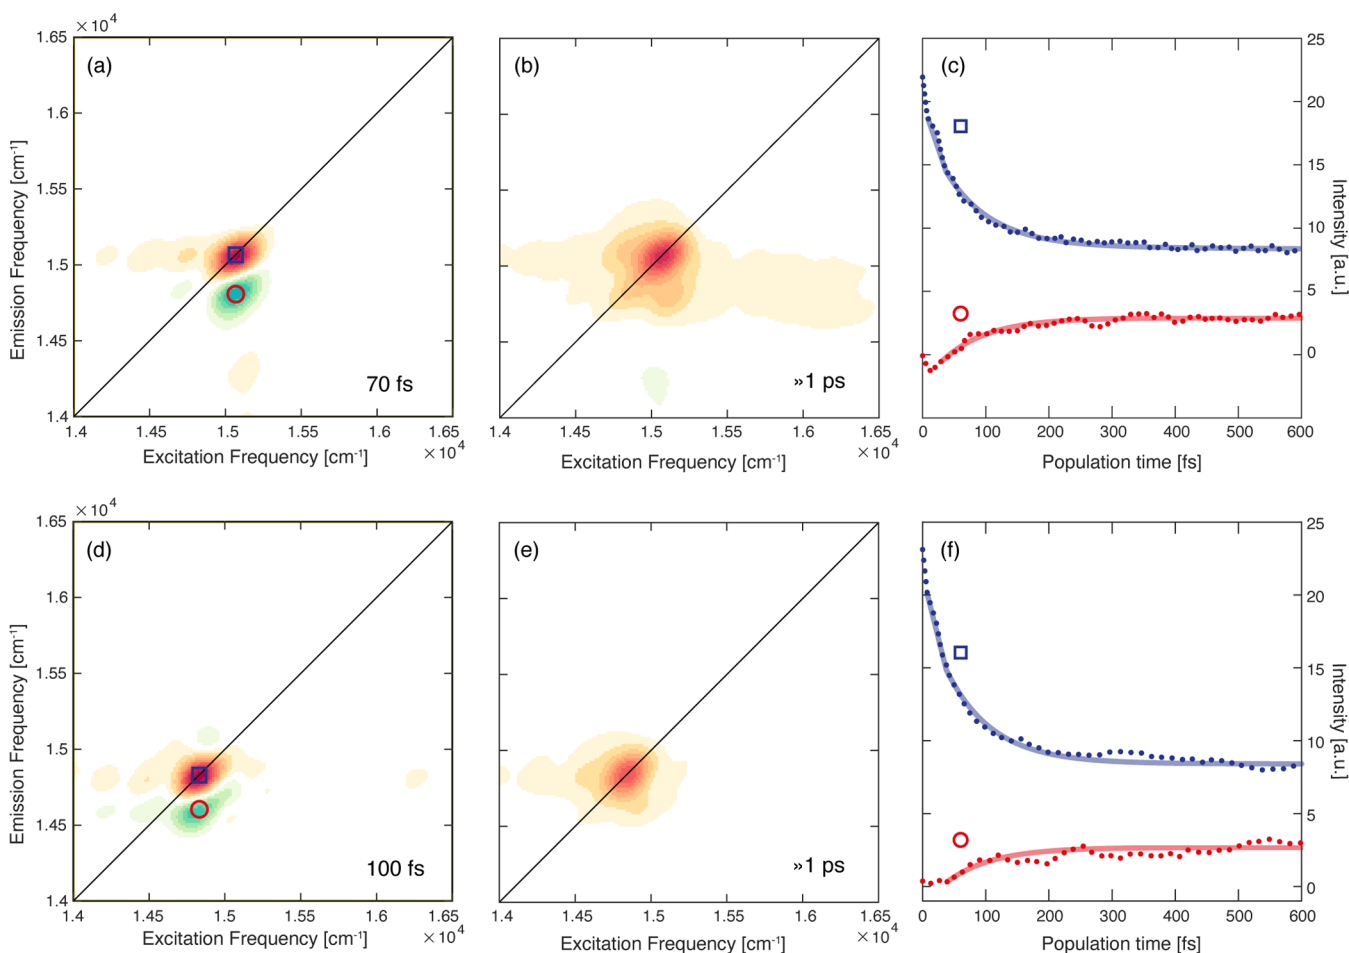 × 10⁴
(a)
1.65
1.6
1.55
1.5
1.45
1.4
Emission Frequency [cm⁻¹]
70 fs
1.4 1.45 1.5 1.55 1.6 1.65
Excitation Frequency [cm⁻¹]
× 10⁴
(b)
»1 ps
1.4 1.45 1.5 1.55 1.6 1.65
Excitation Frequency [cm⁻¹]
× 10⁴
(c)
25
20
15
10
5
0
Intensity [a.u.]
0 100 200 300 400 500 600
Population time [fs]
× 10⁴
(d)
1.65
1.6
1.55
1.5
1.45
1.4
Emission Frequency [cm⁻¹]
100 fs
1.4 1.45 1.5 1.55 1.6 1.65
Excitation Frequency [cm⁻¹]
× 10⁴
(e)
»1 ps
1.4 1.45 1.5 1.55 1.6 1.65
Excitation Frequency [cm⁻¹]
× 10⁴
(f)
25
20
15
10
5
0
Intensity [a.u.]
0 100 200 300 400 500 600
Population time [fs]